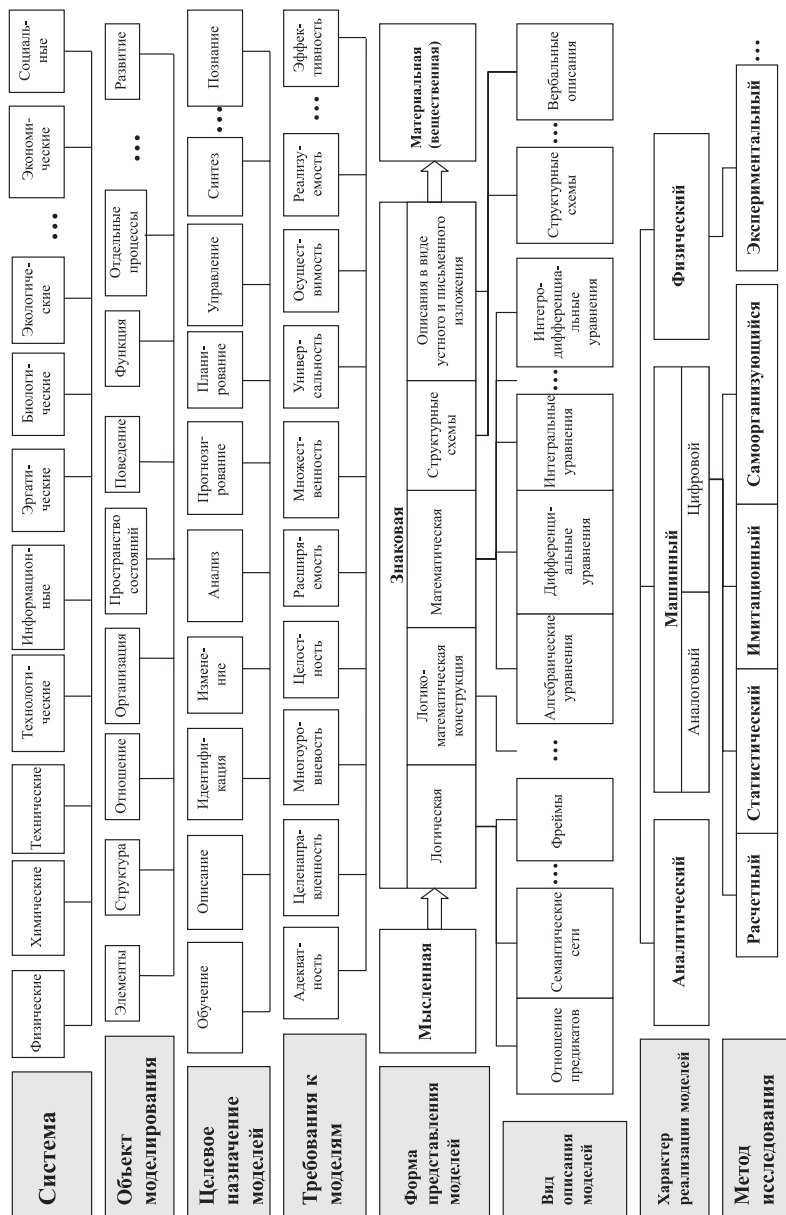 Система
Физические
Химические
Технические
Технологи-
ческие
Информацион-
ные
Эргати-
ческие
Биологи-
ческие
Экологиче-
ские
...
Экономи-
ческие
Социаль-
ные
Объект
моделирования
Элементы
Структура
Отношение
Организация
Пространство
состояний
Поведение
Функция
Отдельные
процессы
...
Развитие
Целевое
назначение
моделей
Обучение
Описание
Идентифи-
кация
Измене-
ние
Анализ
Прогнози-
рование
Плани-
рование
Управление
Синтез
...
Познание
Требования к
моделям
Адекват-
ность
Целенапра-
вленность
Многоуро-
вневость
Целост-
ность
Расширя-
емость
Множест-
венность
Универ-
сальность
Осущест-
вимость
Реализу-
емость
...
Эффек-
тивность
Форма
представления
моделей
Мысленная
Знаковая
Логическая
Логико-
математическая
конструкция
Математическая
Структурные
схемы
Описания в виде
устного и письменного
изложения
Материальная
(вещественная)
Вид
описания моделей
Отношение
предикатов
Семантические
сети
...
Фреймы
...
Алгебраические
уравнения
Дифференци-
альные
уравнения
Интегральные
уравнения
...
Интегро-
дифференциа-
льные
уравнения
Структурные
схемы
...
Вербальные
описания
Характер
реализации моделей
Аналитический
Машинный
Аналоговый
Цифровой
Физический
Метод
исследования
Расчетный
Статистический
Имитационный
Самоорганизующийся
Экспериментальный
...